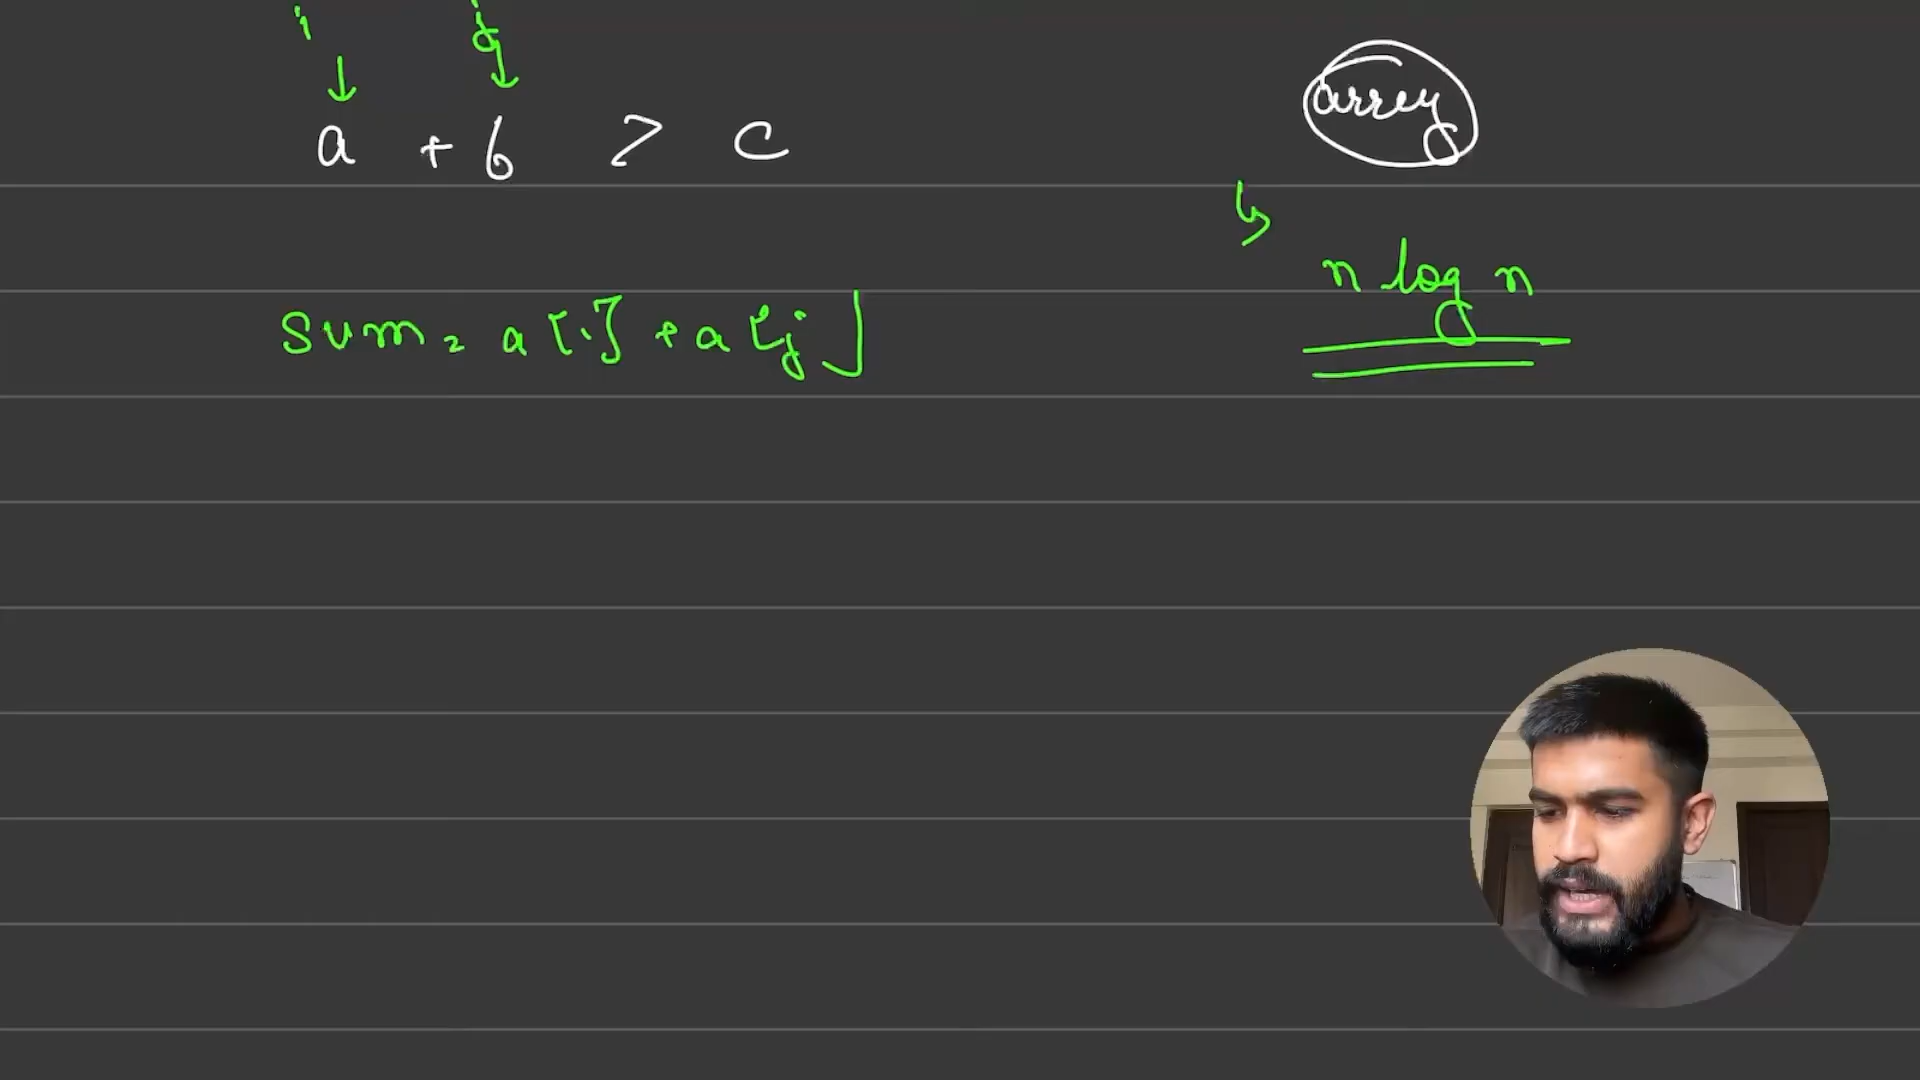 i j
a + b > c
array
n log n
sum = a[i] + a[j]